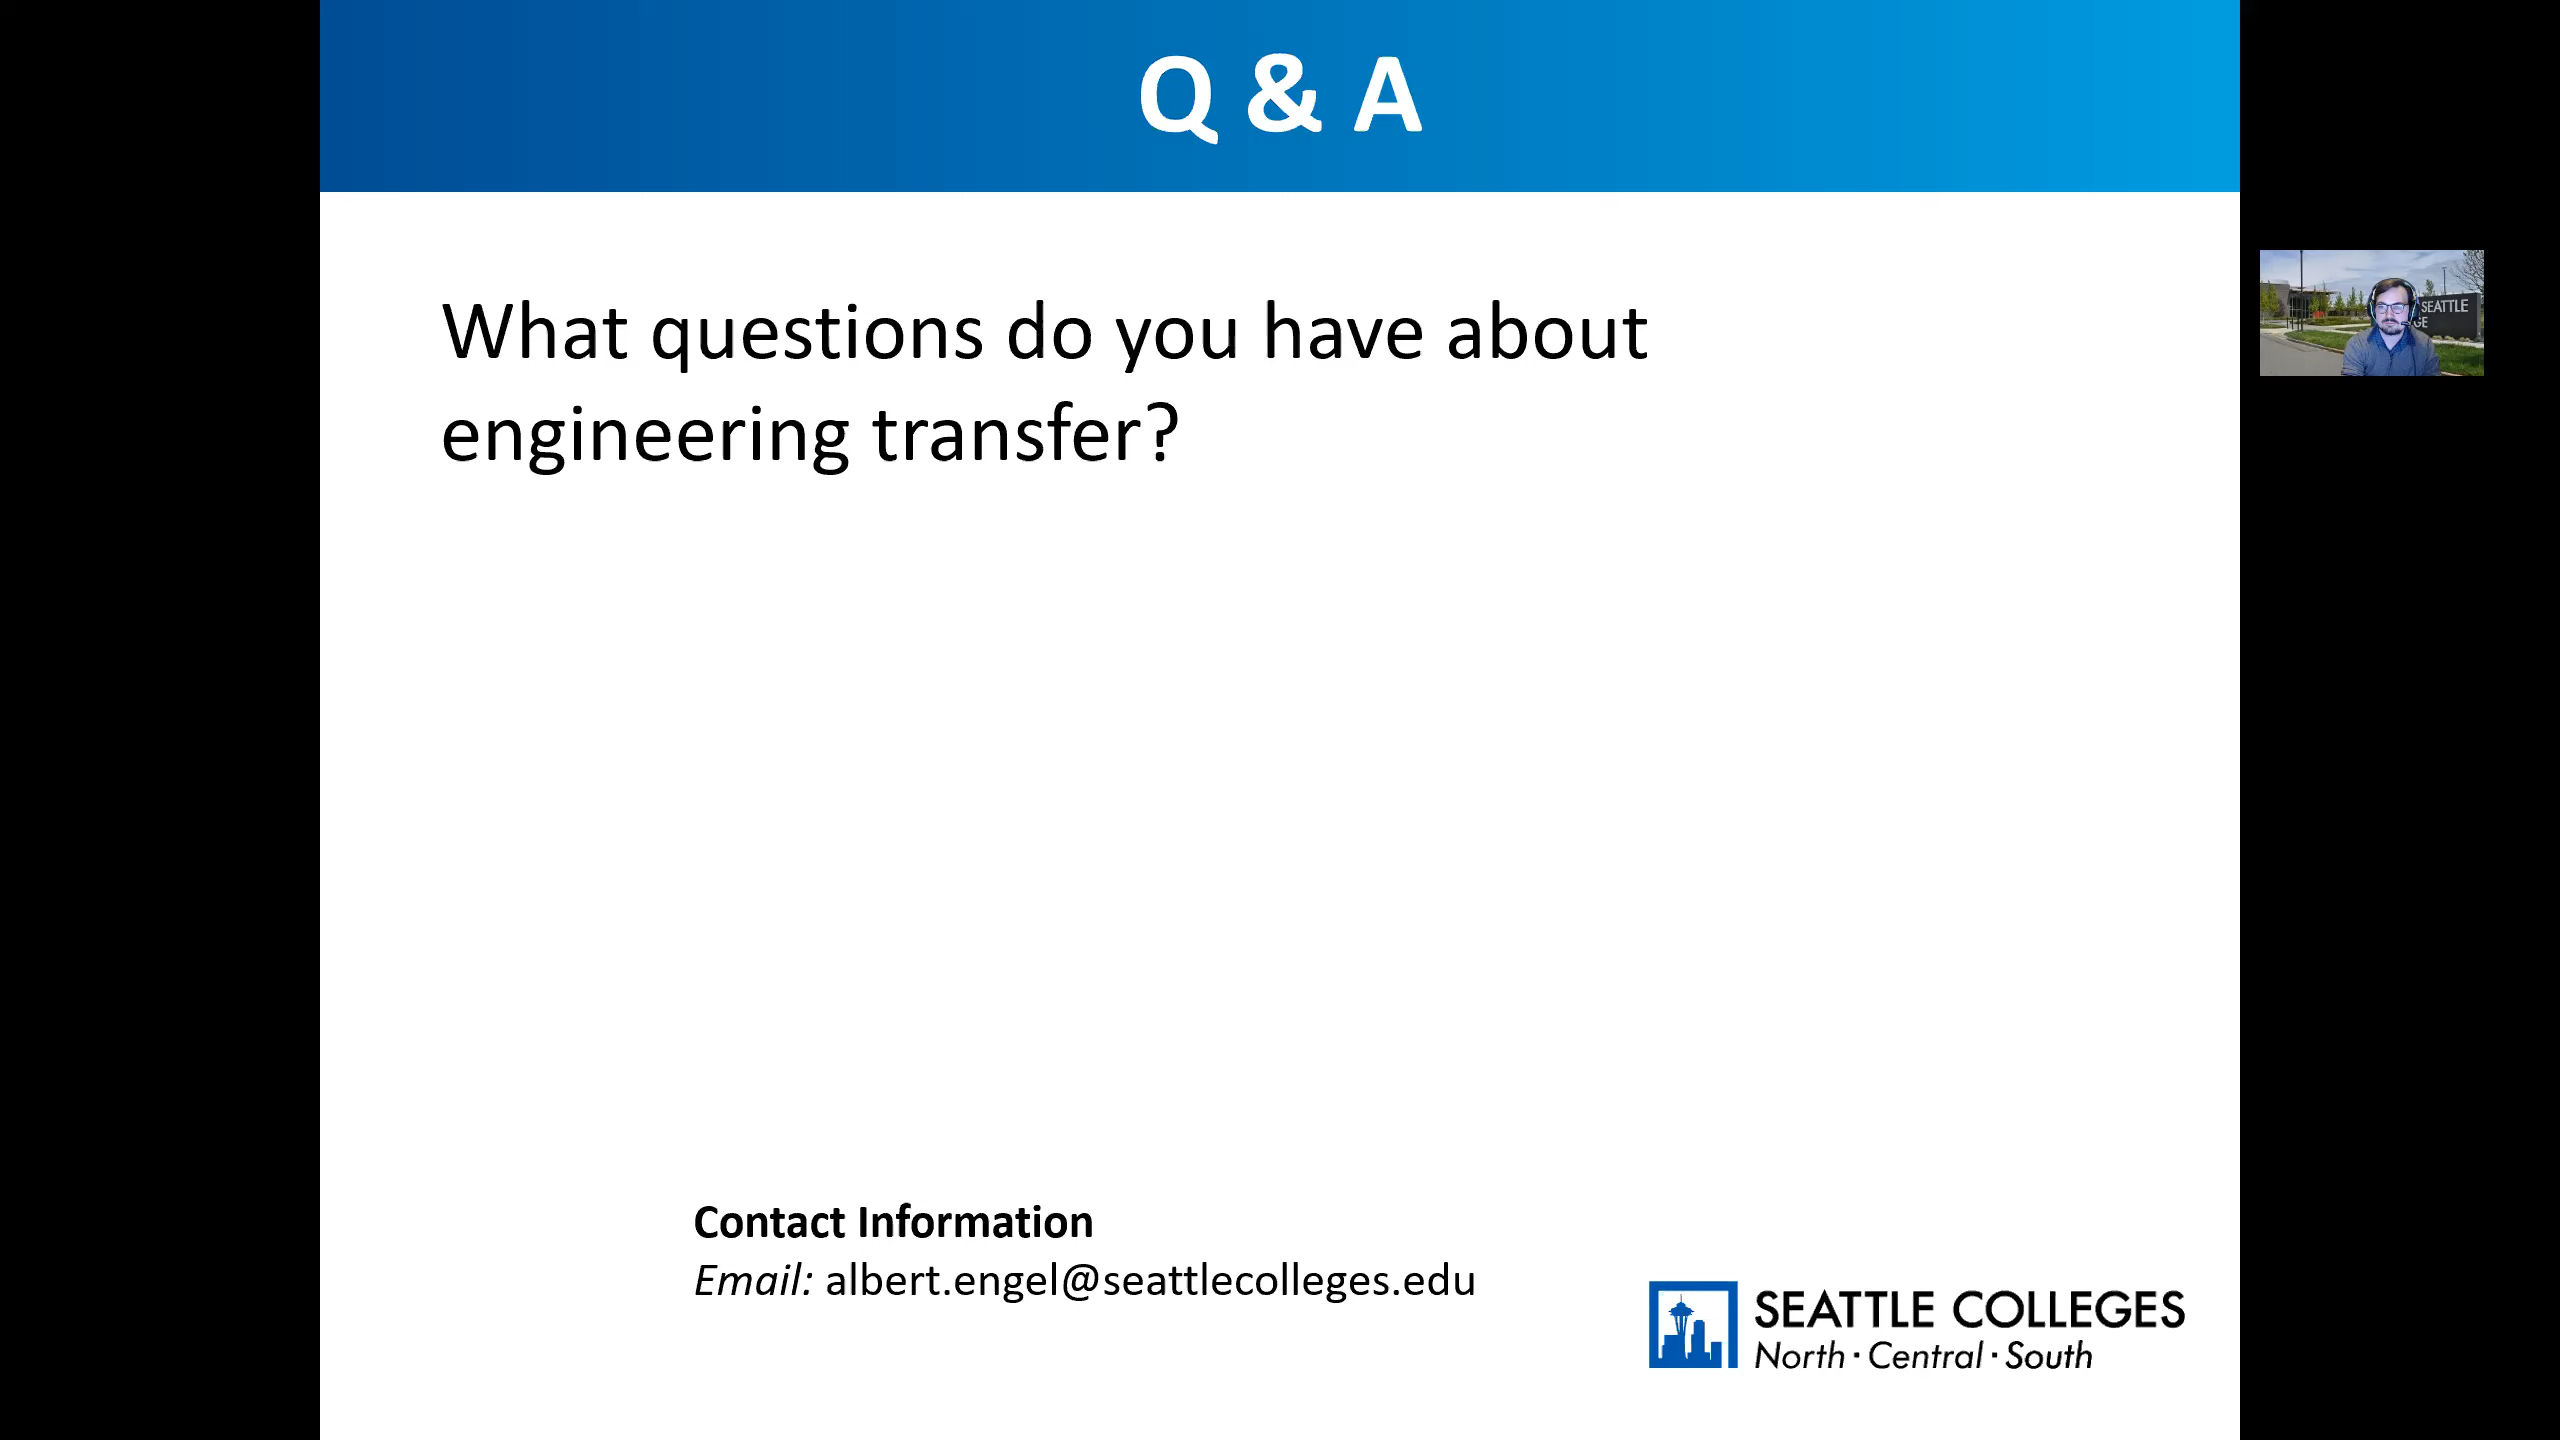 Q & A
What questions do you have about
engineering transfer?
SEATTLE
GE
Contact Information
Email: albert.engel@seattlecolleges.edu
SEATTLE COLLEGES
North · Central · South